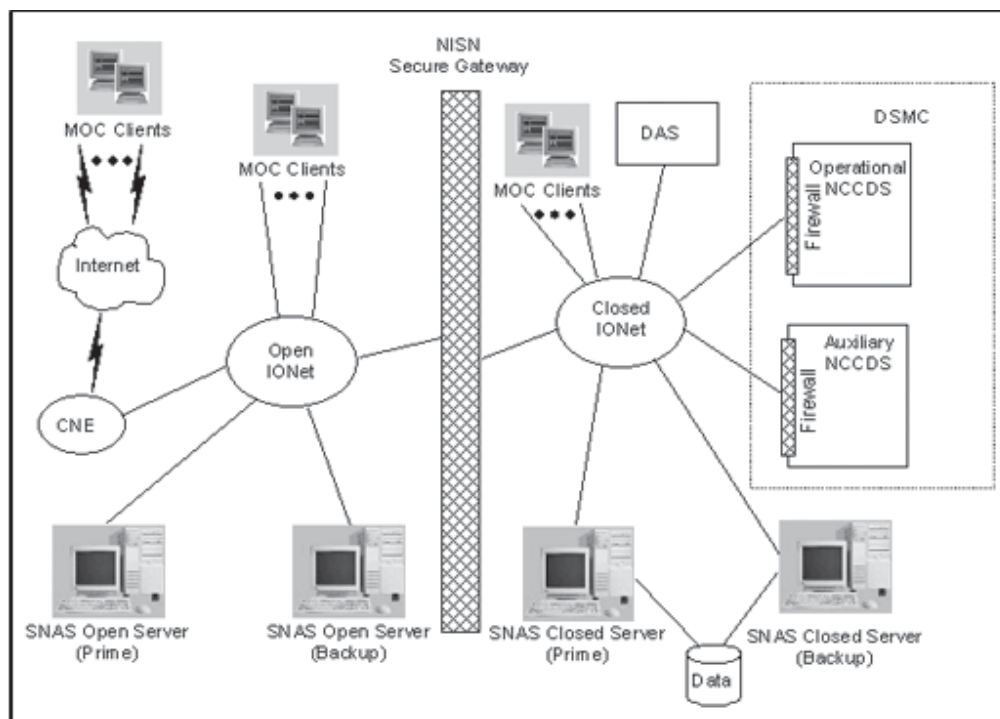 NISN
Secure Gateway
MOC Clients
MOC Clients
MOC Clients
DAS
DSMC
Operational
NCCDS
Firewall
Internet
Open
IONet
Closed
IONet
Auxiliary
NCCDS
Firewall
CNE
SNAS Open Server
(Prime)
SNAS Open Server
(Backup)
SNAS Closed Server
(Prime)
SNAS Closed Server
(Backup)
Data